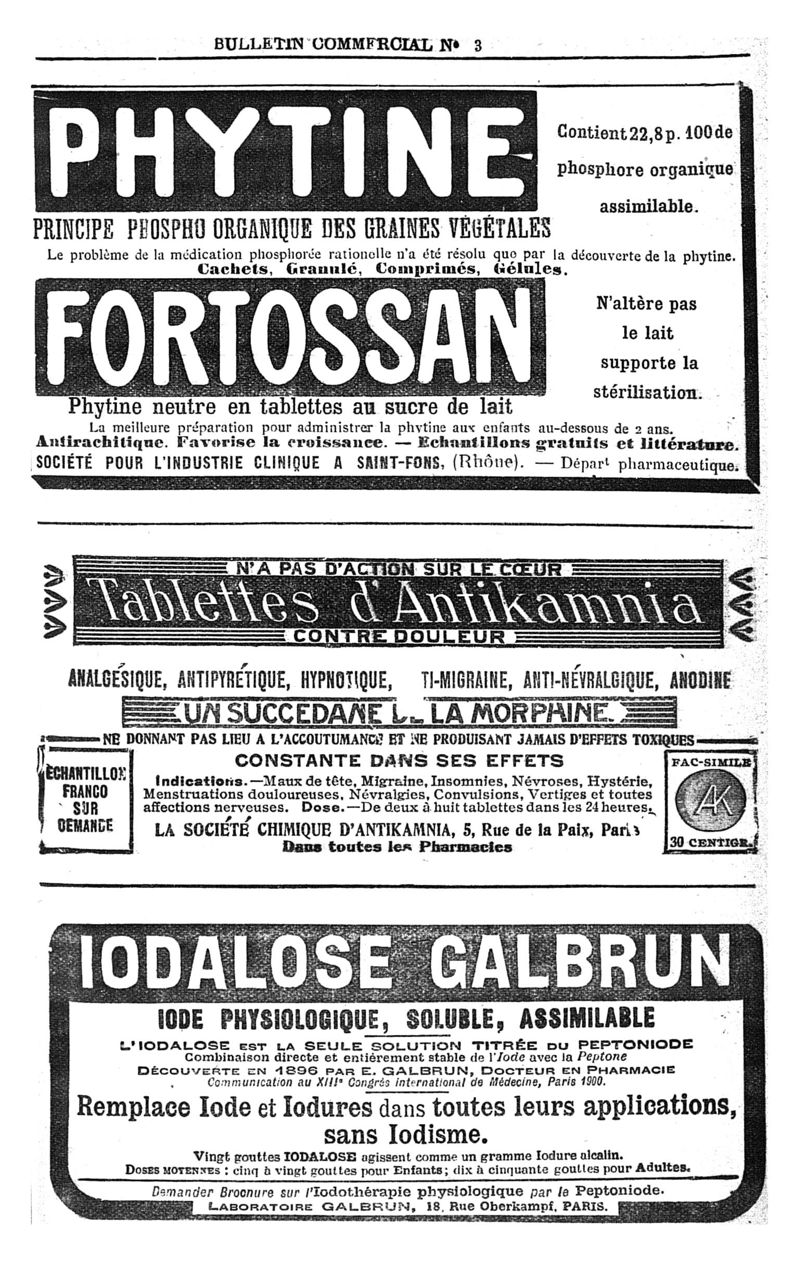 BULLETIN COMMERCIAL Nº 3
PHYTINE
Contient 22,8 p. 100 de
phosphore organique
assimilable.
PRINCIPE PHOSPHO ORGANIQUE DES GRAINES VÉGÉTALES
Le problème de la médication phosphorée rationelle n'a été résolu que par la découverte de la phytine.
Cachets, Granulé, Comprimés, Gélules.
FORTOSSAN
N'altère pas
le lait
supporte la
stérilisation.
Phytine neutre en tablettes au sucre de lait
La meilleure préparation pour administrer la phytine aux enfants au-dessous de 2 ans.
Antirachitique. Favorise la croissance. — Echantillons gratuits et littérature.
SOCIÉTÉ POUR L'INDUSTRIE CLINIQUE A SAINT-FONS, (Rhône). — Départ pharmaceutique.
N'A PAS D'ACTION SUR LE CŒUR
Tablettes d'Antikamnia
CONTRE DOULEUR
ANALGÉSIQUE, ANTIPYRÉTIQUE, HYPNOTIQUE, TI-MIGRAINE, ANTI-NÉVRALGIQUE, ANODINE
UN SUCCEDANE LA MORPHINE.
NE DONNANT PAS LIEU A L'ACCOUTUMANCE ET NE PRODUISANT JAMAIS D'EFFETS TOXIQUES
ÉCHANTILLON
FRANCO
SUR
DEMANDE
CONSTANTE DANS SES EFFETS
Indications.—Maux de tête, Migraine, Insomnies, Névroses, Hystérie,
Menstruations douloureuses, Névralgies, Convulsions, Vertiges et toutes
affections nerveuses. Dose.—De deux à huit tablettes dans les 24 heures.
LA SOCIÉTÉ CHIMIQUE D'ANTIKAMNIA, 5, Rue de la Paix, Paris
Dans toutes les Pharmacies
FAC-SIMILE
AK
30 CENTIGR.
IODALOSE GALBRUN
IODE PHYSIOLOGIQUE, SOLUBLE, ASSIMILABLE
L'IODALOSE EST LA SEULE SOLUTION TITRÉE DU PEPTONIODE
Combinaison directe et entiérement stable de l'Iode avec la Peptone
DÉCOUVERTE EN 1896 PAR E. GALBRUN, DOCTEUR EN PHARMACIE
Communication au XIIIe Congrés international de Médecine, Paris 1900.
Remplace Iode et Iodures dans toutes leurs applications,
sans Iodisme.
Vingt gouttes IODALOSE agissent comme un gramme Iodure alcalin.
DOSES MOYENNES : cinq à vingt gouttes pour Enfants; dix à cinquante gouttes pour Adultes.
Demander Brochure sur l'Iodothérapie physiologique par le Peptoniode.
LABORATOIRE GALBRUN, 18, Rue Oberkampf, PARIS.